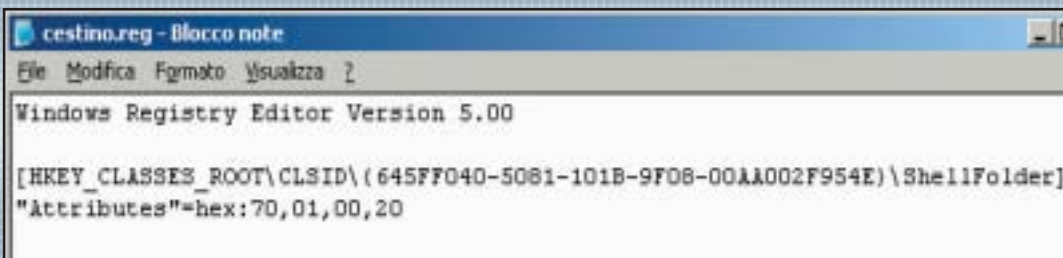 cestino.reg - Blocco note
File Modifica Formato Visualizza ?
Windows Registry Editor Version 5.00
[HKEY_CLASSES_ROOT\CLSID\{645FF040-5081-101B-9F08-00AA002F954E}\ShellFolder]
"Attributes"=hex:70,01,00,20